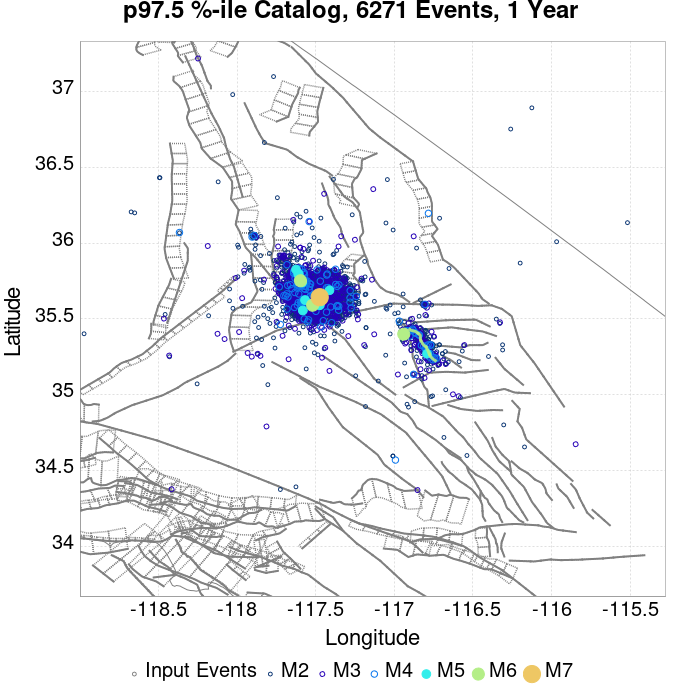 p97.5 %-ile Catalog, 6271 Events, 1 Year
37
36.5
36
35.5
35
34.5
34
Latitude
-118.5 -118 -117.5 -117 -116.5 -116 -115.5
Longitude
Input Events M2 M3 M4 M5 M6 M7